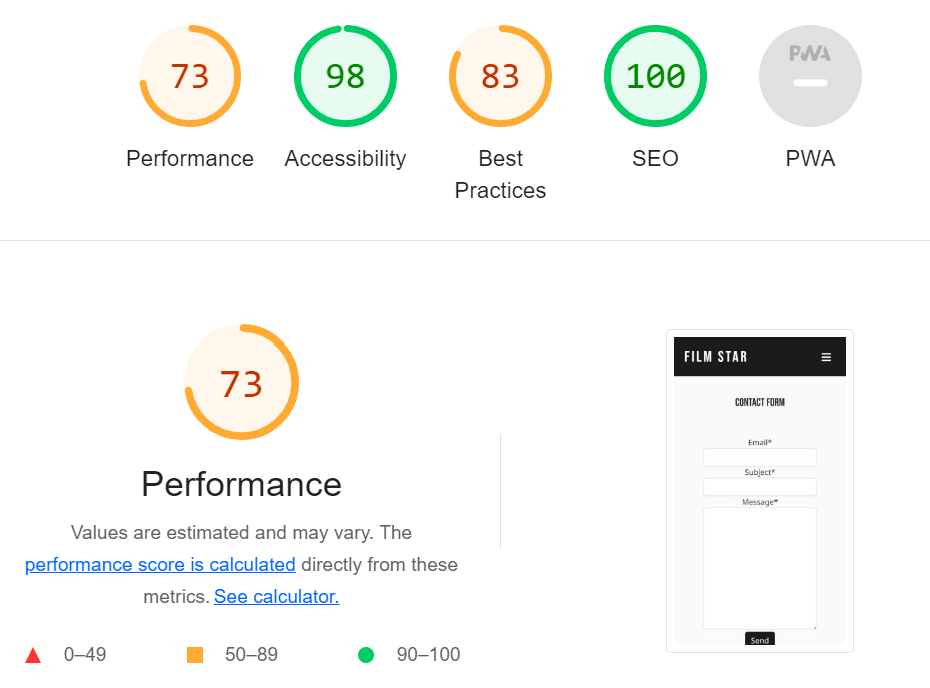 73
98
83
100
PWA
Performance
Accessibility
Best
Practices
SEO
PWA
73
Performance
Values are estimated and may vary. The
performance score is calculated directly from these
metrics. See calculator.
0–49
50–89
90–100
FILM STAR
CONTACT FORM
Email*
Subject*
Message*
Send